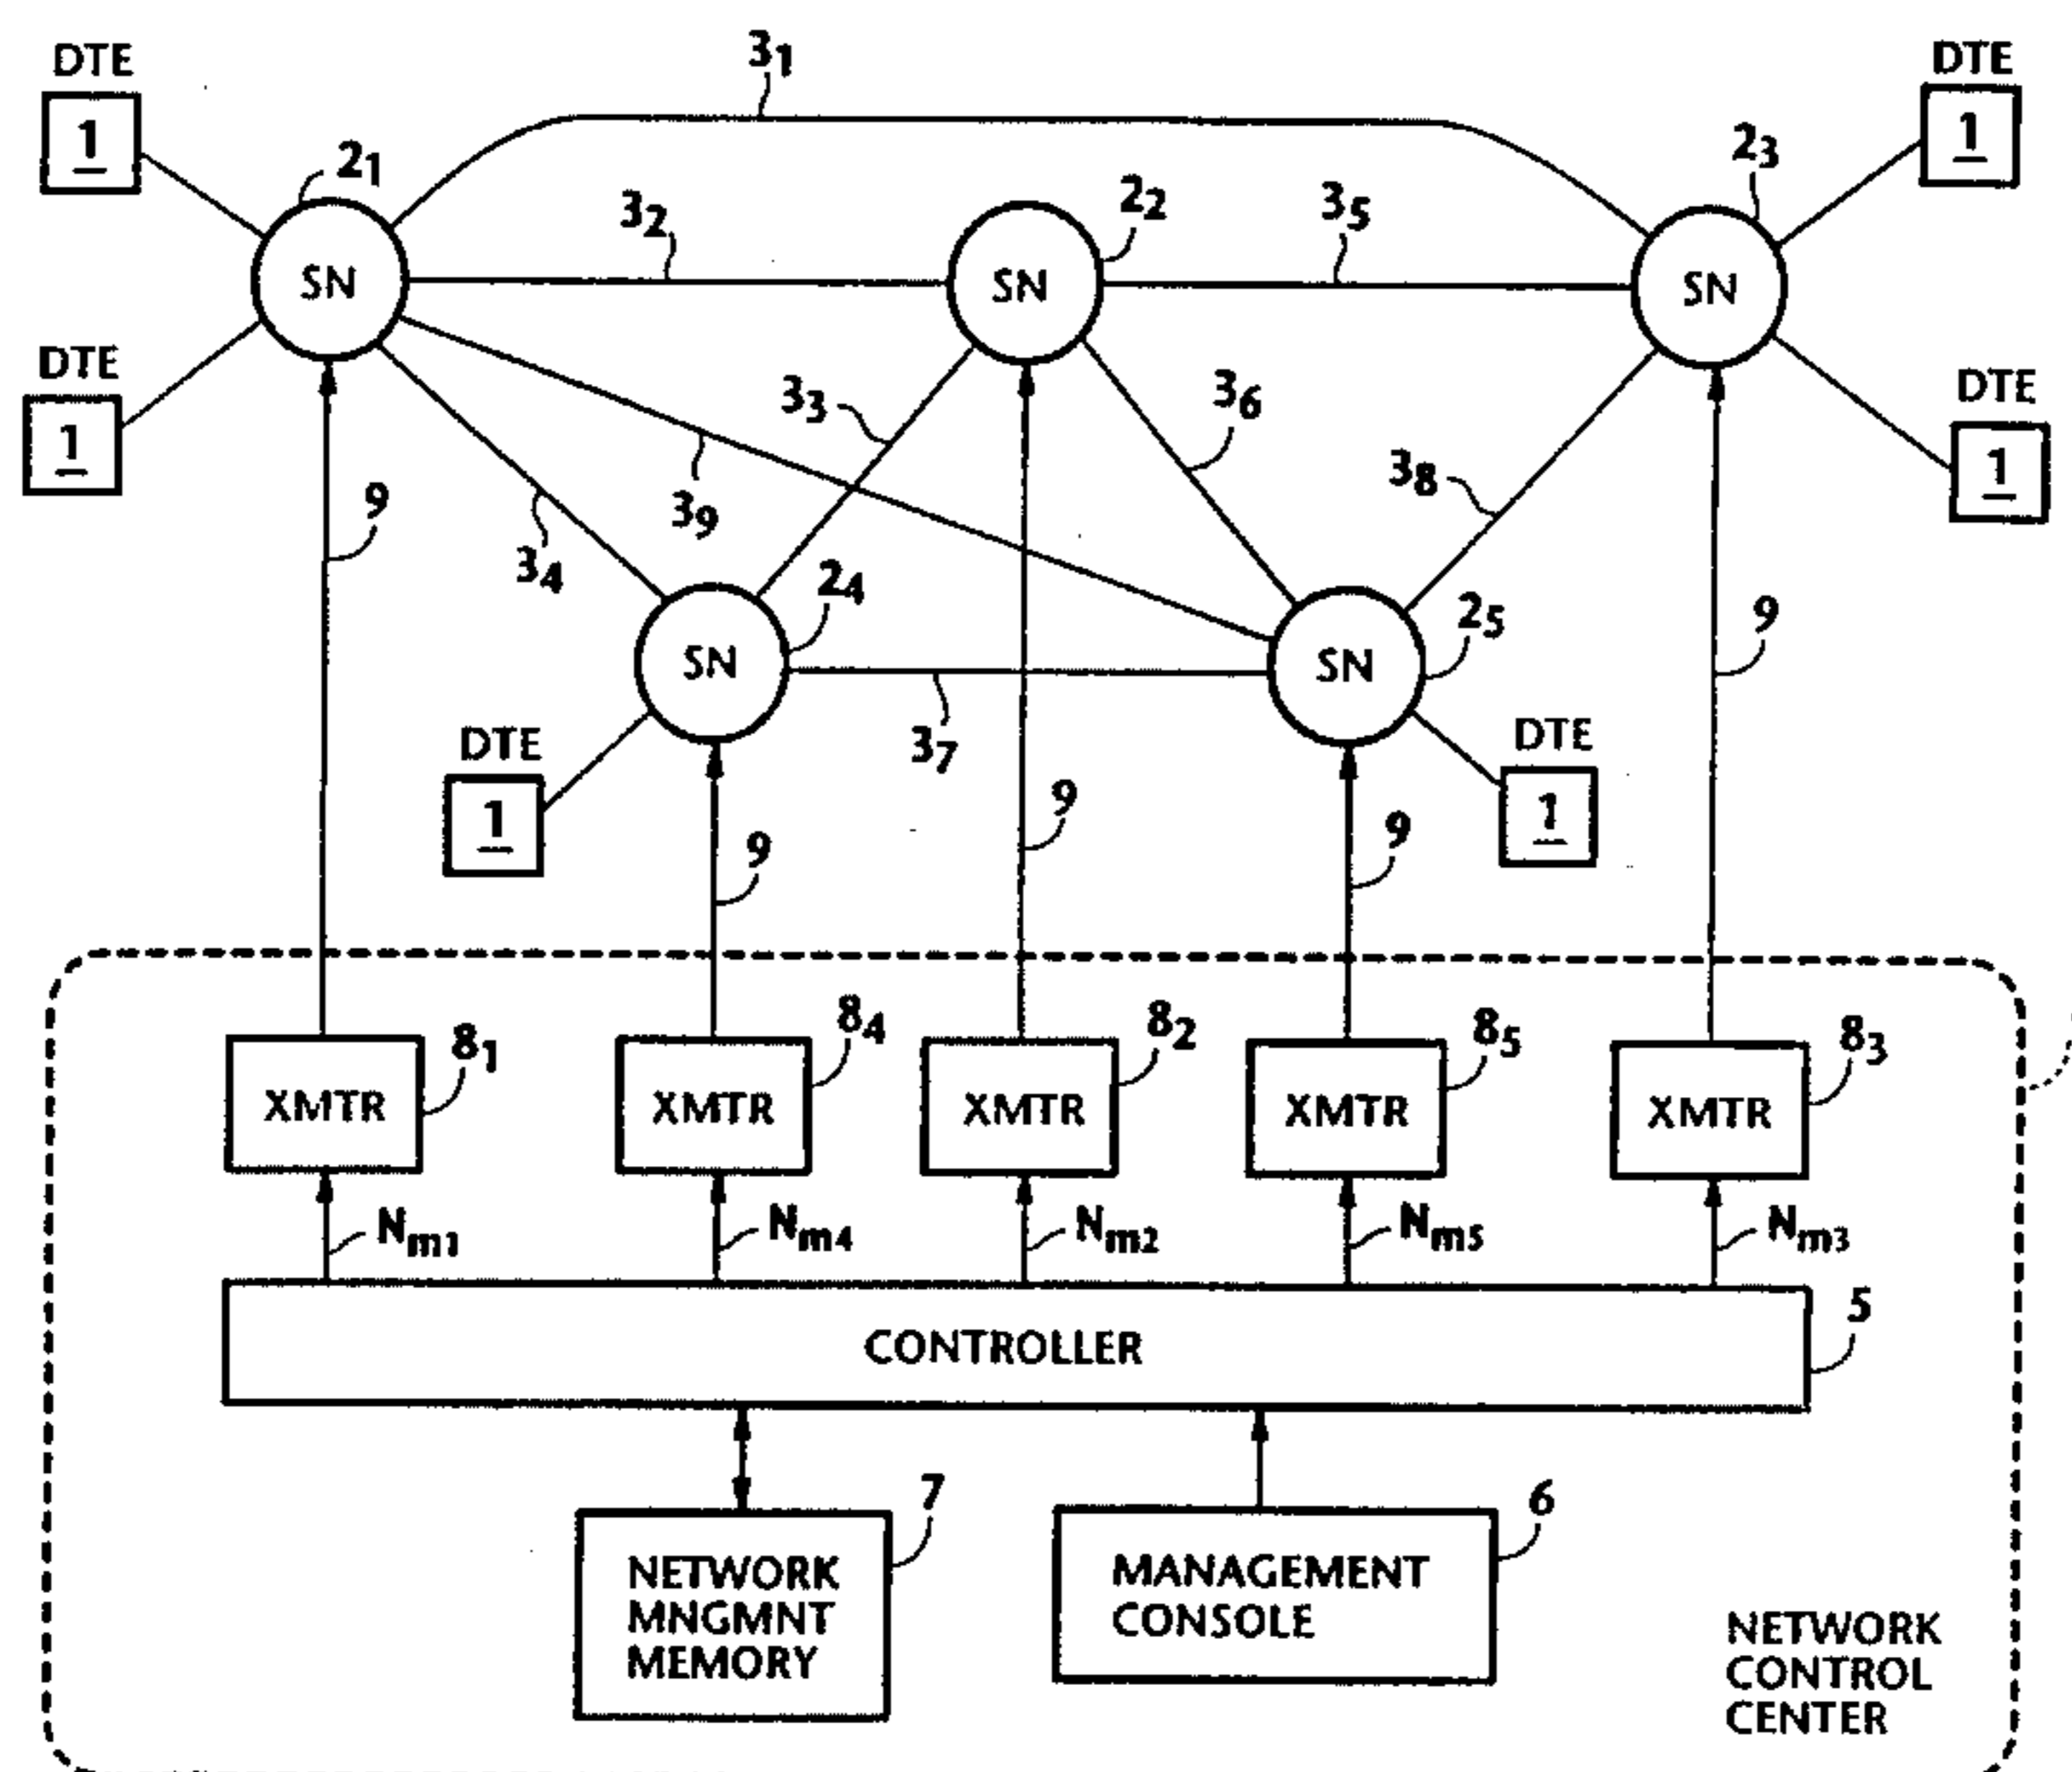 DTE
3₁
DTE
1
2₁
2₃
1
3₂
2₂
3₅
SN
SN
SN
DTE
1
3₃
3₆
DTE
1
9
3₉
3₈
3₄
2₄
2₅
9
SN
SN
DTE
1
3₇
DTE
1
9
9
9
8₁
8₄
8₂
8₅
8₃
XMTR
XMTR
XMTR
XMTR
XMTR
Nm1
Nm4
Nm2
Nm5
Nm3
5
CONTROLLER
7
6
NETWORK
MNGMNT
MEMORY
MANAGEMENT
CONSOLE
NETWORK
CONTROL
CENTER